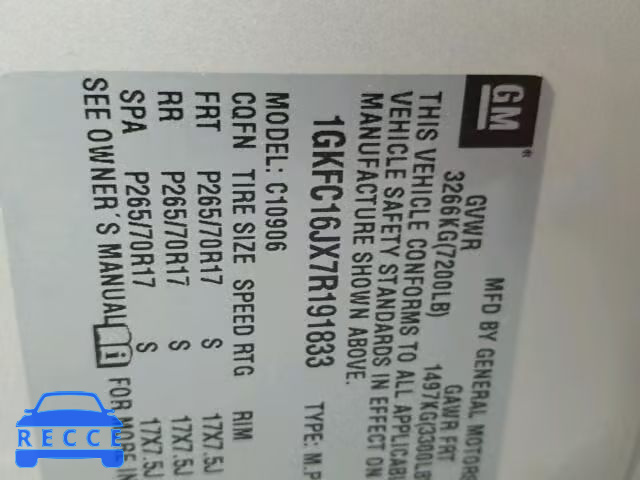 GM®
MFD BY GENERAL MOTORS
GVWR GAWR FRT
3266KG(7200LB) 1497KG(3300LB
THIS VEHICLE CONFORMS TO ALL APPLICAB
VEHICLE SAFETY STANDARDS IN EFFECT ON
MANUFACTURE SHOWN ABOVE.
1GKFC16JX7R191833 TYPE: M.P
MODEL: C10906
CQFN TIRE SIZE SPEED RTG RIM
FRT P265/70R17 S 17X7.5J
RR P265/70R17 S 17X7.5J
SPA P265/70R17 S 17X7.5J
SEE OWNER'S MANUAL i FOR MORE IN
RECCE